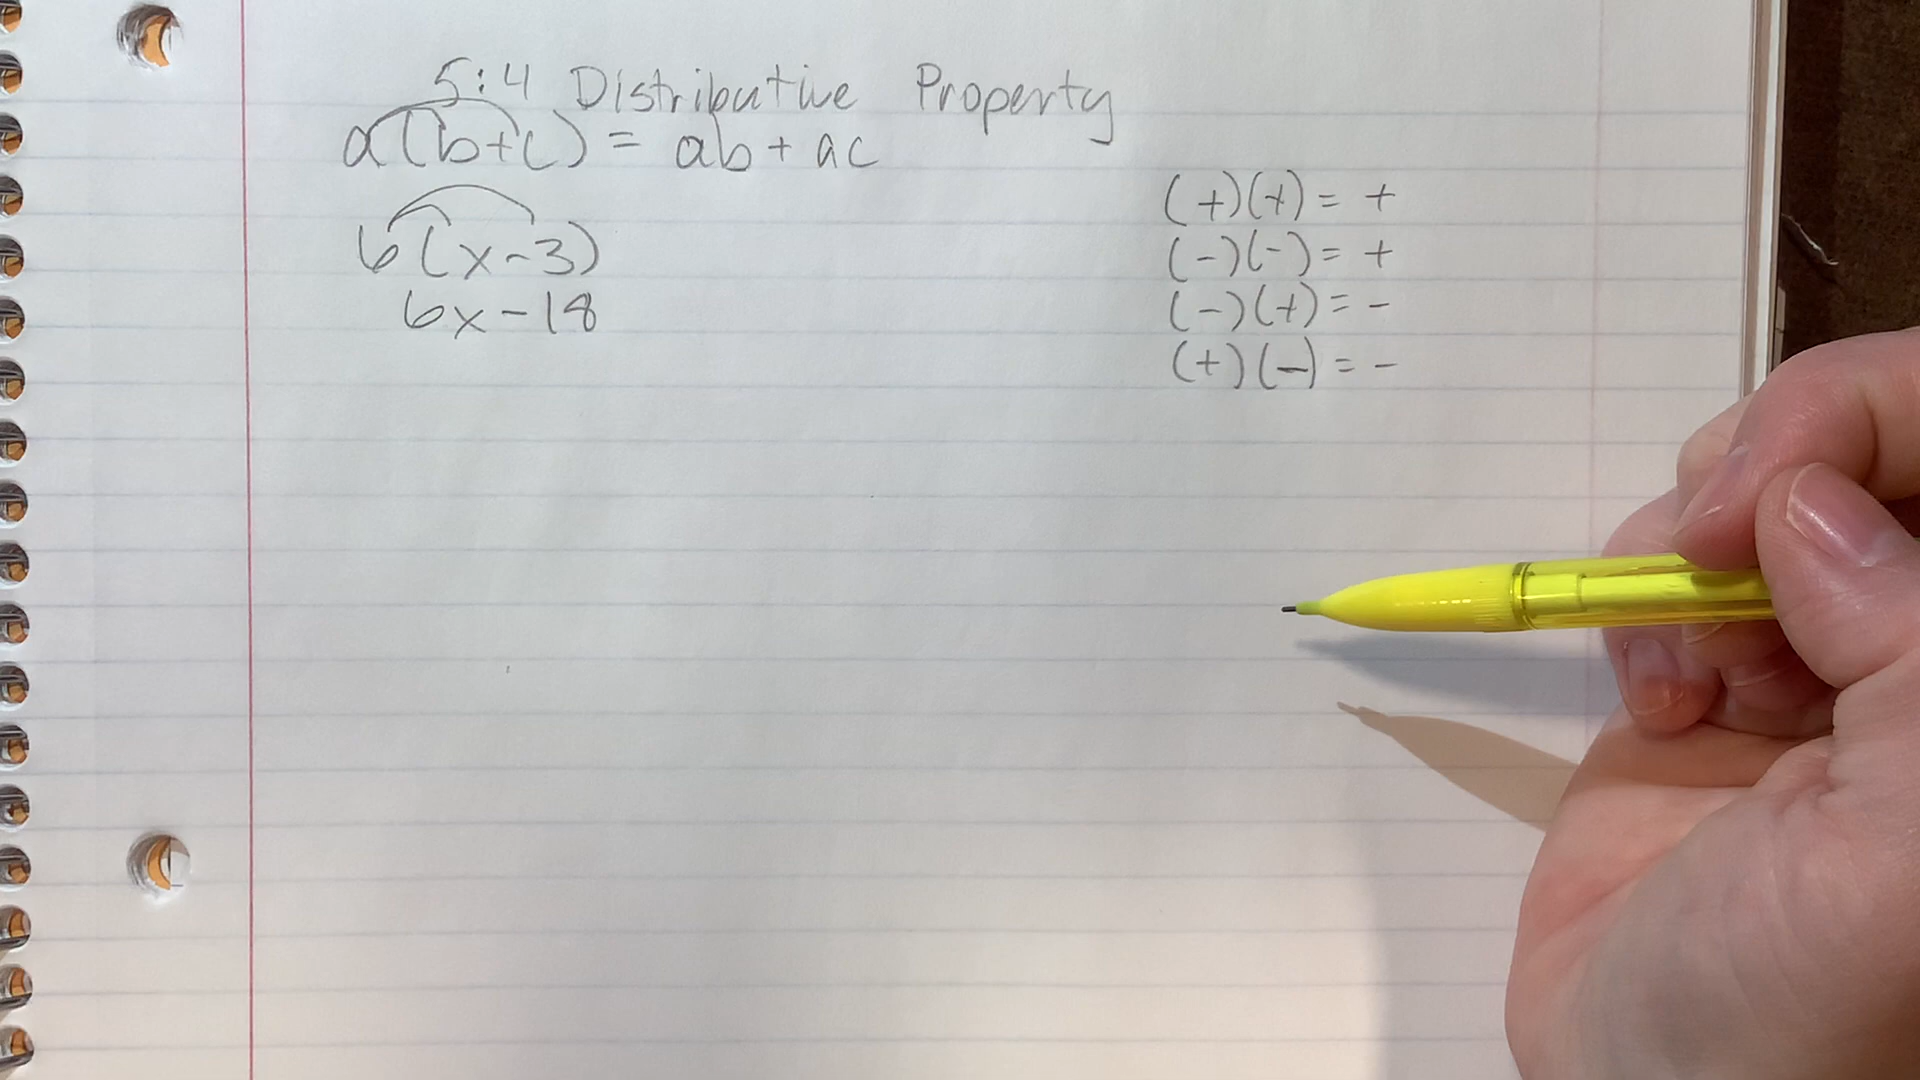 5:4 Distributive Property
a(b+c) = ab + ac
6(x-3)
6x-18
(+)(+) = +
(-)(-) = +
(-)(+) = -
(+)(-) = -